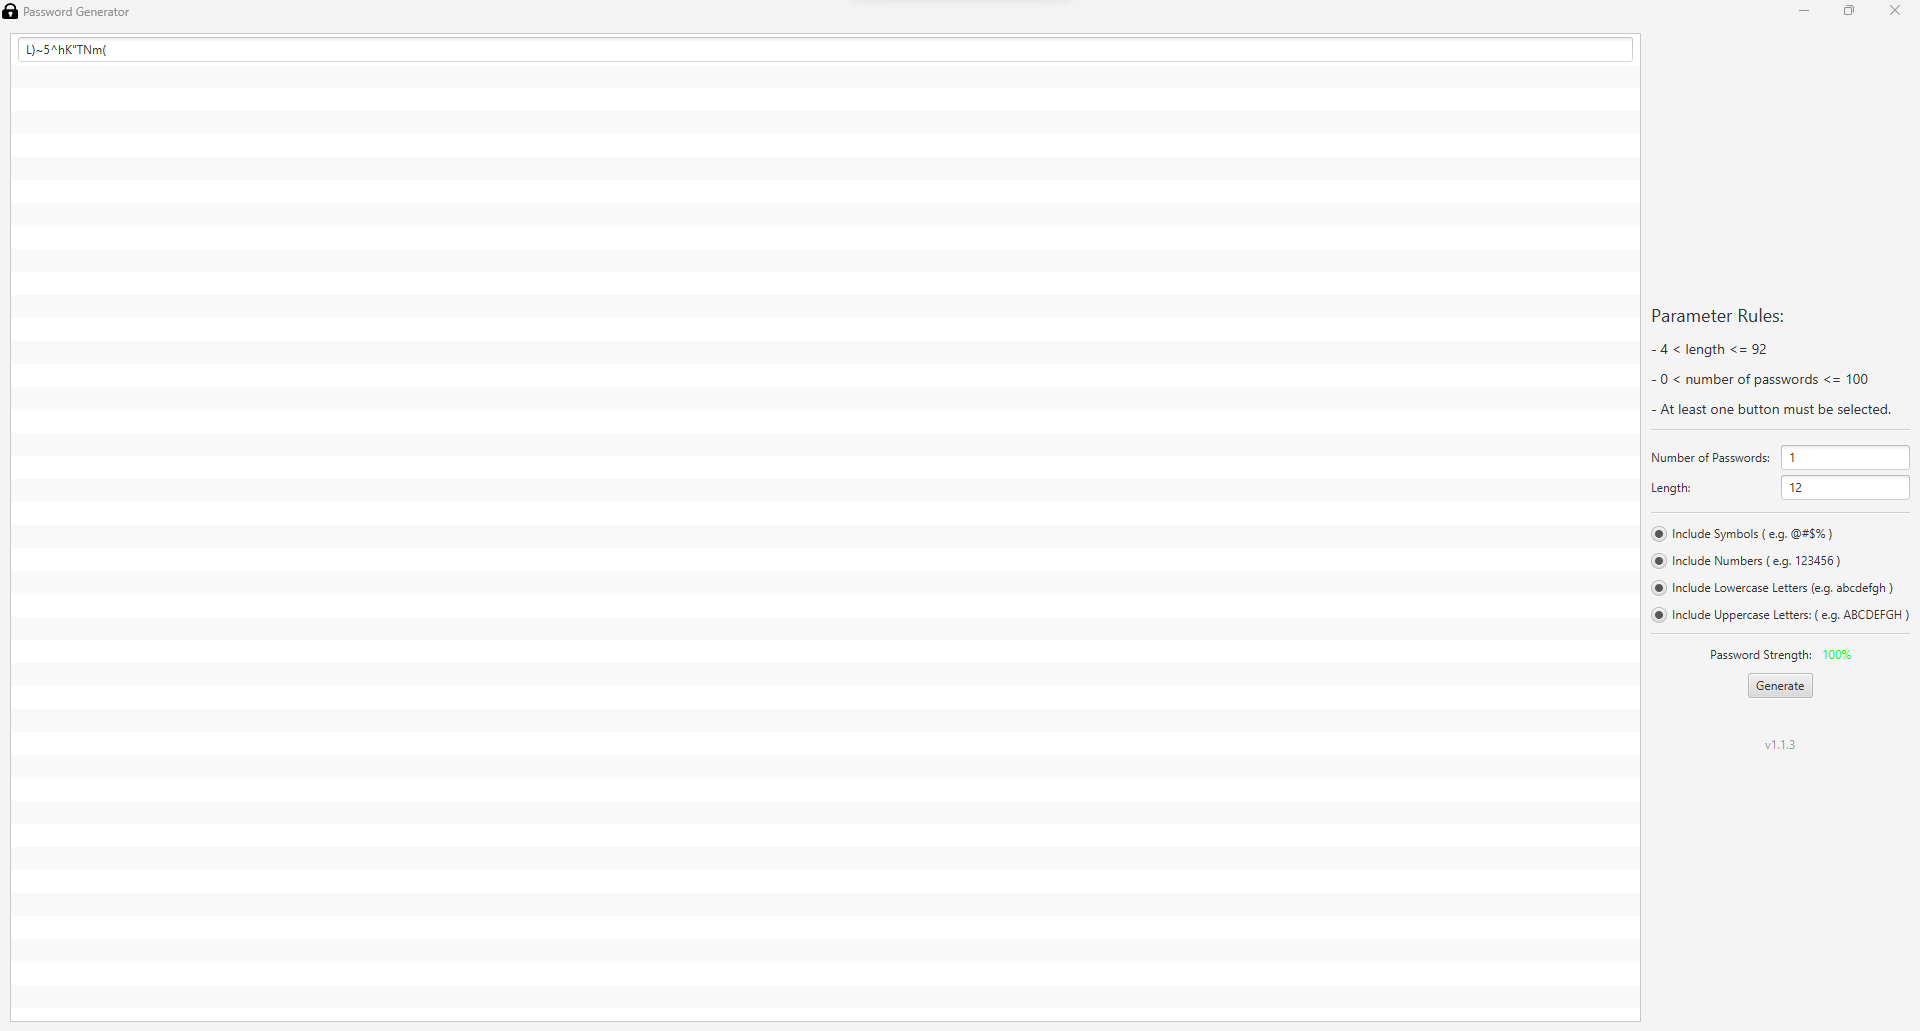 Password Generator
L)~5^hK"TNm(
Parameter Rules:
- 4 < length <= 92
- 0 < number of passwords <= 100
- At least one button must be selected.
Number of Passwords: 1
Length: 12
Include Symbols ( e.g. @#$% )
Include Numbers ( e.g. 123456 )
Include Lowercase Letters (e.g. abcdefgh )
Include Uppercase Letters: ( e.g. ABCDEFGH )
Password Strength: 100%
Generate
v1.1.3